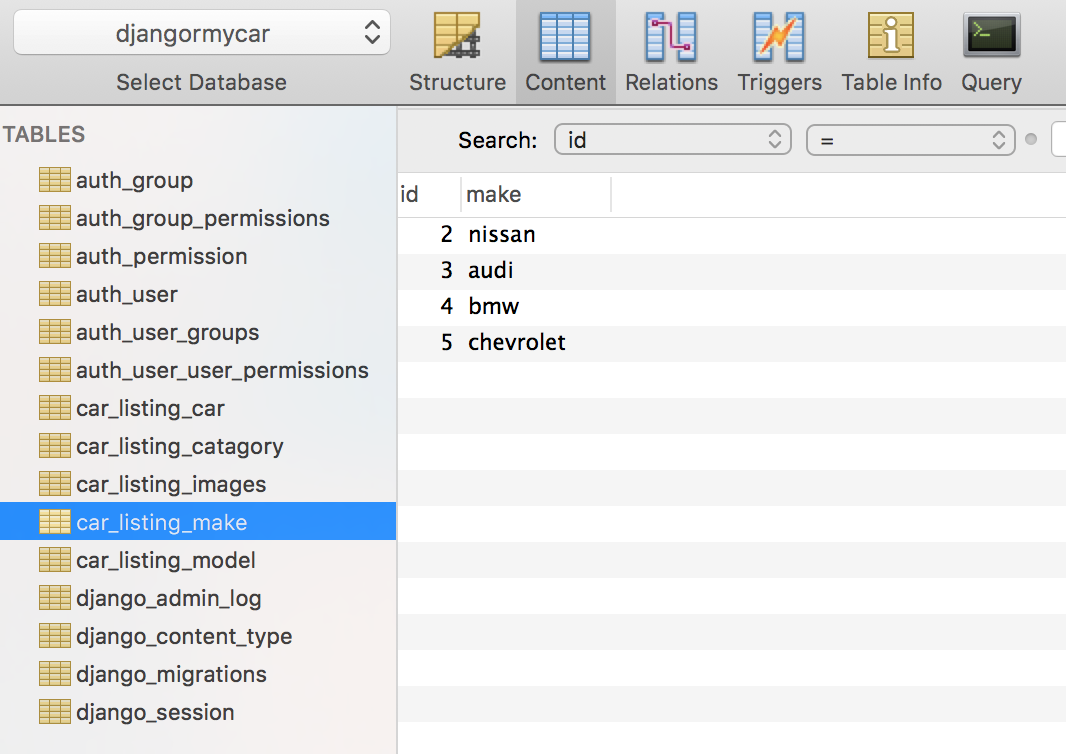 djangormycar
Select Database
Structure
Content
Relations
Triggers
Table Info
Query
TABLES
auth_group
auth_group_permissions
auth_permission
auth_user
auth_user_groups
auth_user_user_permissions
car_listing_car
car_listing_catagory
car_listing_images
car_listing_make
car_listing_model
django_admin_log
django_content_type
django_migrations
django_session
Search: id =
id make
2 nissan
3 audi
4 bmw
5 chevrolet